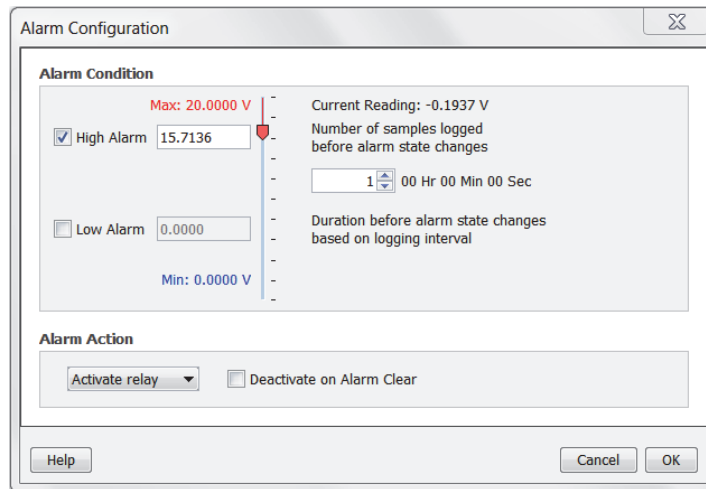 Alarm Configuration
Alarm Condition
Max: 20.0000 V
Current Reading: -0.1937 V
High Alarm 15.7136
Number of samples logged
before alarm state changes
1 00 Hr 00 Min 00 Sec
Low Alarm 0.0000
Duration before alarm state changes
based on logging interval
Min: 0.0000 V
Alarm Action
Activate relay
Deactivate on Alarm Clear
Help
Cancel
OK